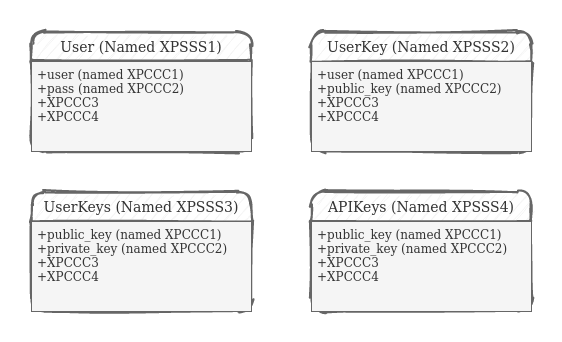 User (Named XPSSS1)
+user (named XPCCC1)
+pass (named XPCCC2)
+XPCCC3
+XPCCC4
UserKey (Named XPSSS2)
+user (named XPCCC1)
+public_key (named XPCCC2)
+XPCCC3
+XPCCC4
UserKeys (Named XPSSS3)
+public_key (named XPCCC1)
+private_key (named XPCCC2)
+XPCCC3
+XPCCC4
APIKeys (Named XPSSS4)
+public_key (named XPCCC1)
+private_key (named XPCCC2)
+XPCCC3
+XPCCC4